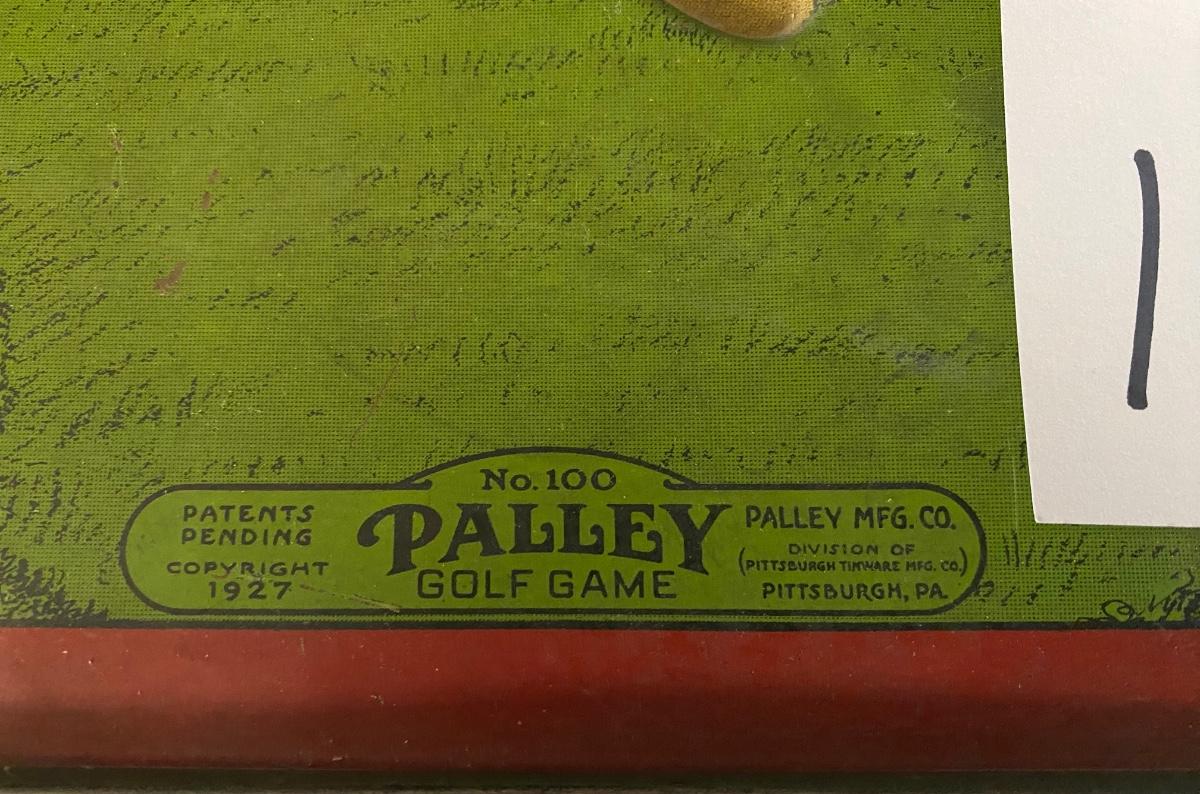 No. 100
PATENTS
PENDING
COPYRIGHT
1927
PALLEY
GOLF GAME
PALLEY MFG. CO.
DIVISION OF
(PITTSBURGH TINWARE MFG. CO.)
PITTSBURGH, PA.
1